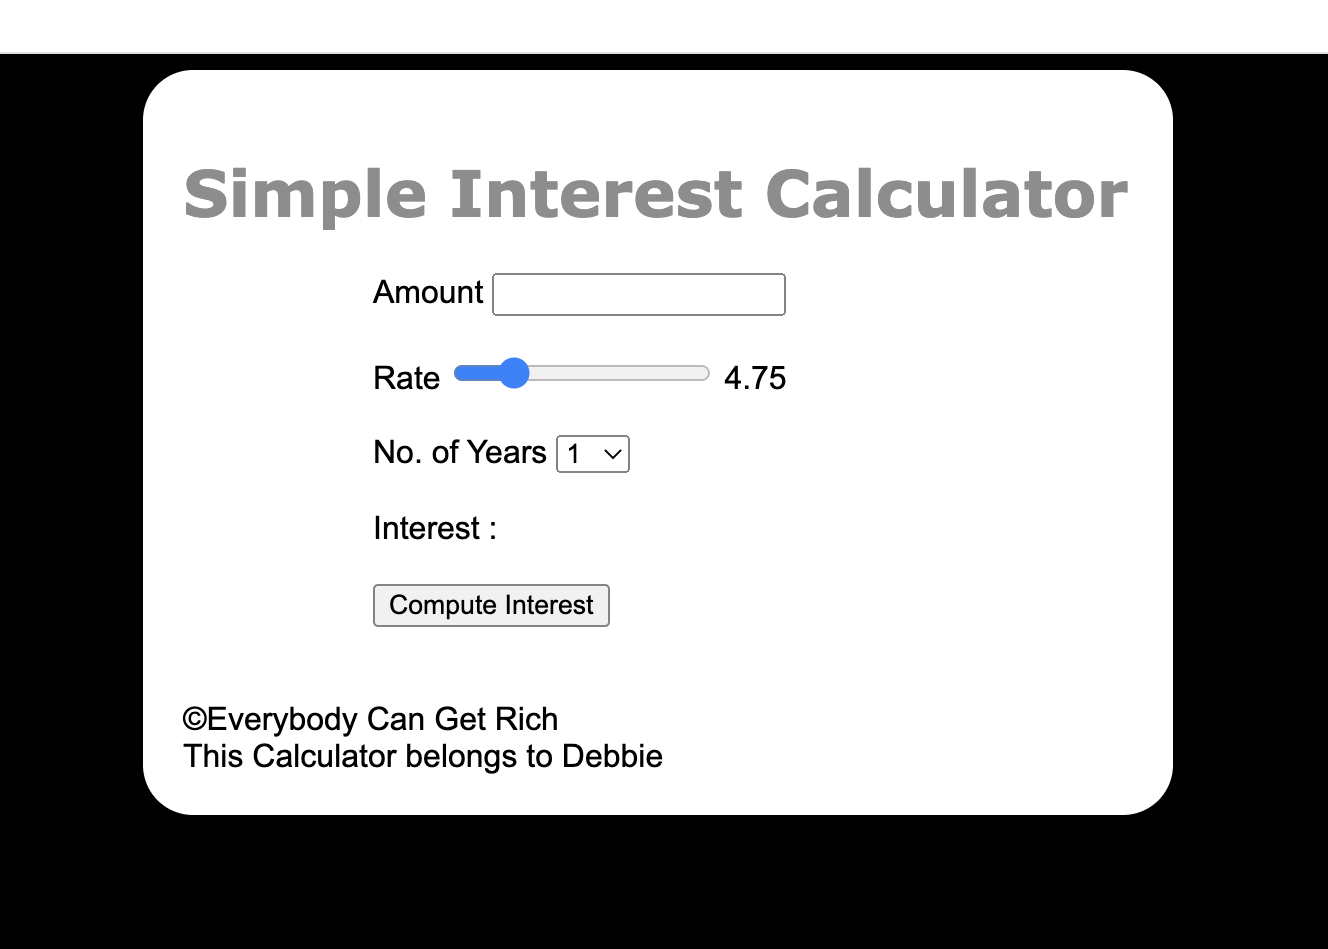 Simple Interest Calculator
Amount
Rate 4.75
No. of Years 1
Interest :
Compute Interest
©Everybody Can Get Rich
This Calculator belongs to Debbie